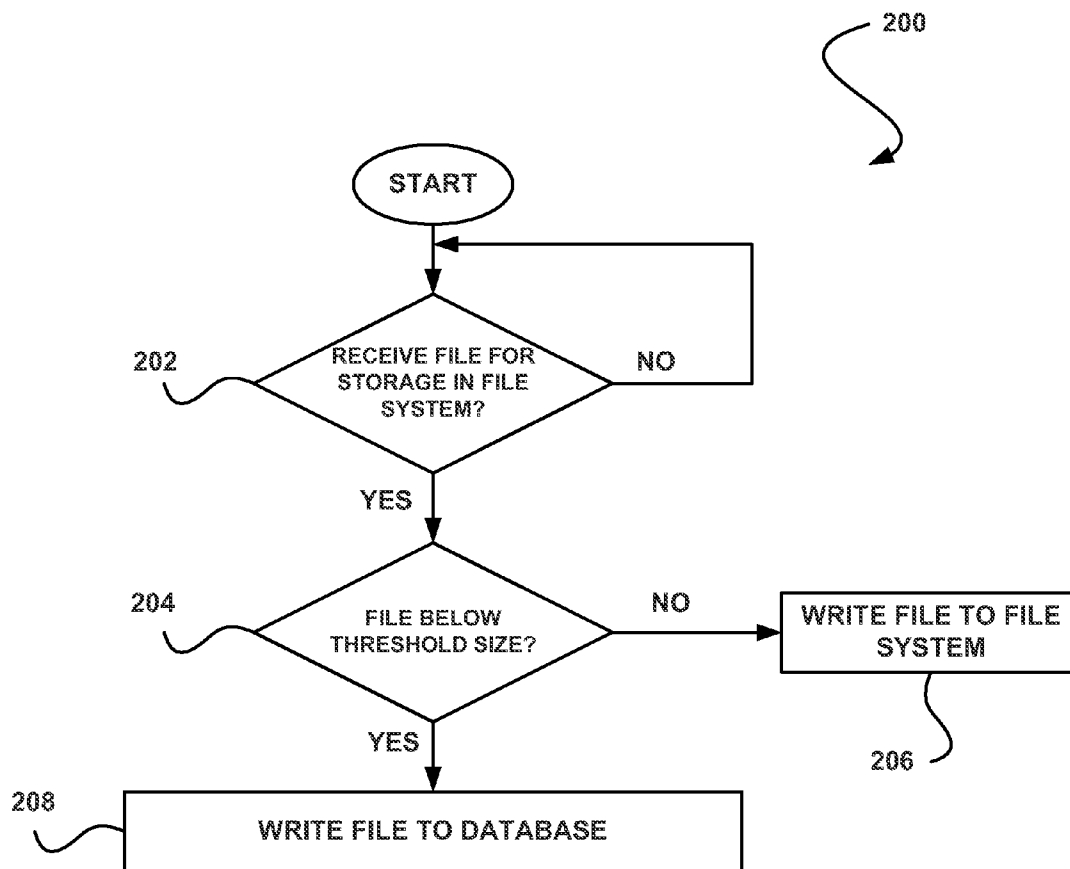 200
START
202
RECEIVE FILE FOR
STORAGE IN FILE
SYSTEM?
NO
YES
204
FILE BELOW
THRESHOLD SIZE?
NO
WRITE FILE TO FILE
SYSTEM
206
YES
208
WRITE FILE TO DATABASE